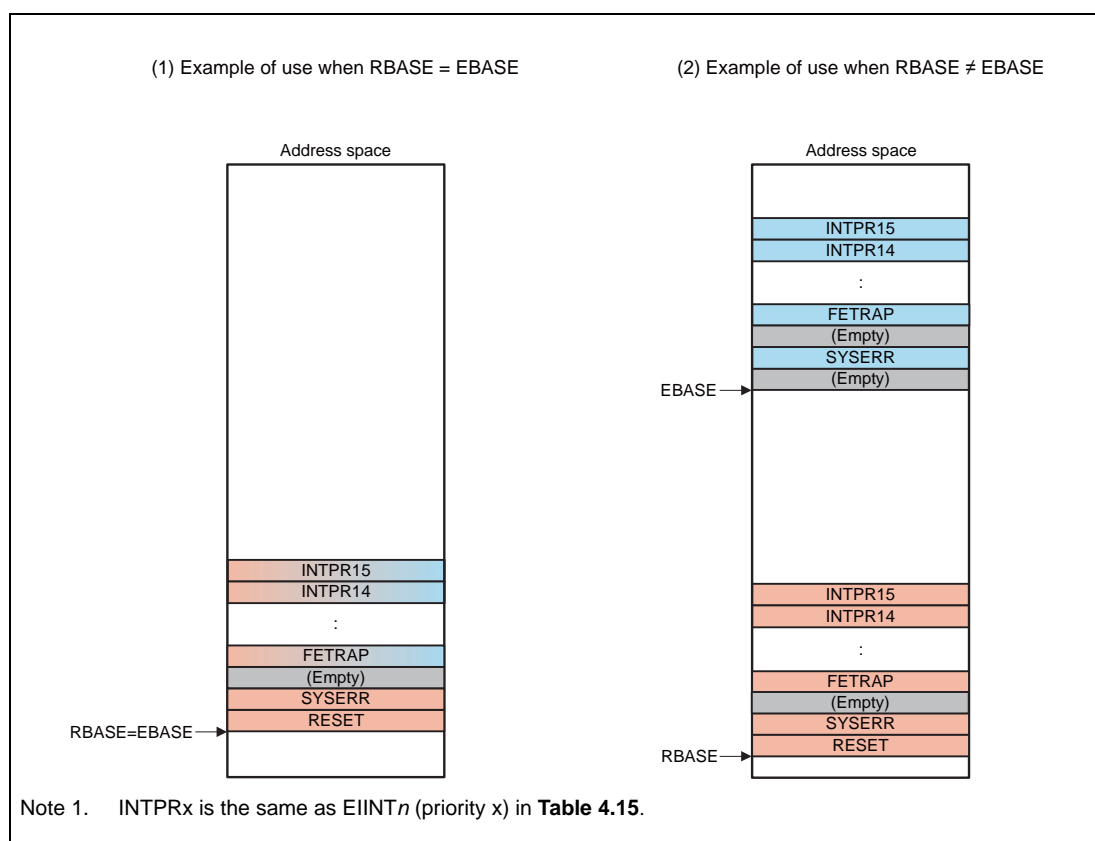 (1) Example of use when RBASE = EBASE
Address space
INTPR15
INTPR14
:
FETRAP
(Empty)
SYSERR
RESET
RBASE=EBASE
(2) Example of use when RBASE ≠ EBASE
Address space
INTPR15
INTPR14
:
FETRAP
(Empty)
SYSERR
(Empty)
EBASE
INTPR15
INTPR14
:
FETRAP
(Empty)
SYSERR
RESET
RBASE
Note 1. INTPRx is the same as EIINTn (priority x) in Table 4.15.